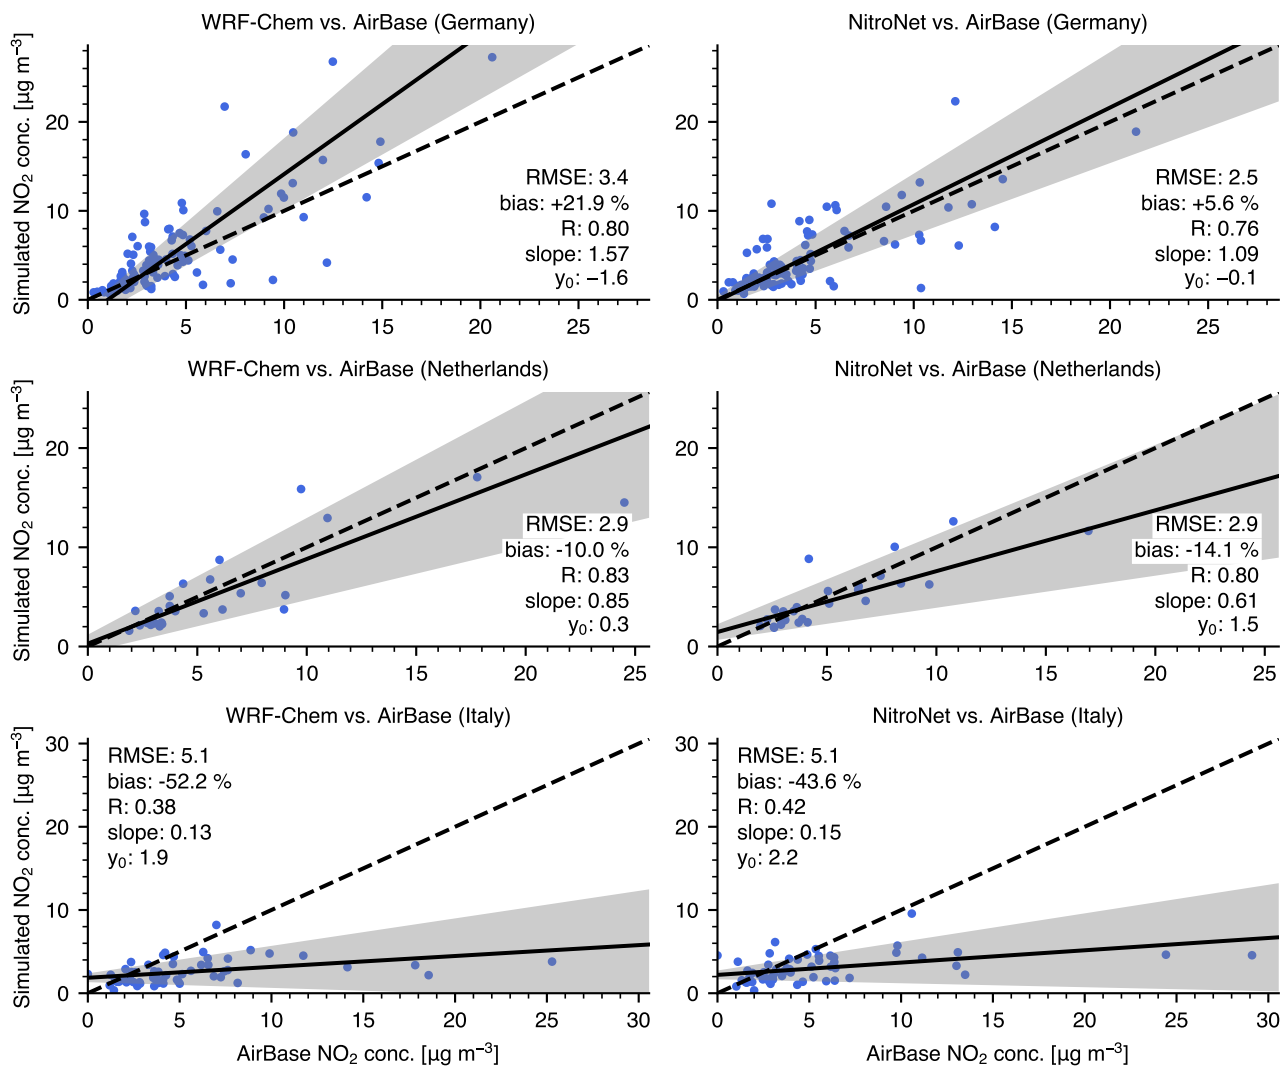 WRF-Chem vs. AirBase (Germany)
Simulated NO₂ conc. [µg m⁻³]
20
10
0
RMSE: 3.4
bias: +21.9 %
R: 0.80
slope: 1.57
y₀: −1.6
0 5 10 15 20 25
NitroNet vs. AirBase (Germany)
20
10
0
RMSE: 2.5
bias: +5.6 %
R: 0.76
slope: 1.09
y₀: −0.1
0 5 10 15 20 25
WRF-Chem vs. AirBase (Netherlands)
Simulated NO₂ conc. [µg m⁻³]
20
10
0
RMSE: 2.9
bias: -10.0 %
R: 0.83
slope: 0.85
y₀: 0.3
0 5 10 15 20 25
NitroNet vs. AirBase (Netherlands)
20
10
0
RMSE: 2.9
bias: -14.1 %
R: 0.80
slope: 0.61
y₀: 1.5
0 5 10 15 20 25
WRF-Chem vs. AirBase (Italy)
Simulated NO₂ conc. [µg m⁻³]
30
20
10
0
RMSE: 5.1
bias: -52.2 %
R: 0.38
slope: 0.13
y₀: 1.9
0 5 10 15 20 25 30
AirBase NO₂ conc. [µg m⁻³]
NitroNet vs. AirBase (Italy)
30
20
10
0
RMSE: 5.1
bias: -43.6 %
R: 0.42
slope: 0.15
y₀: 2.2
0 5 10 15 20 25 30
AirBase NO₂ conc. [µg m⁻³]